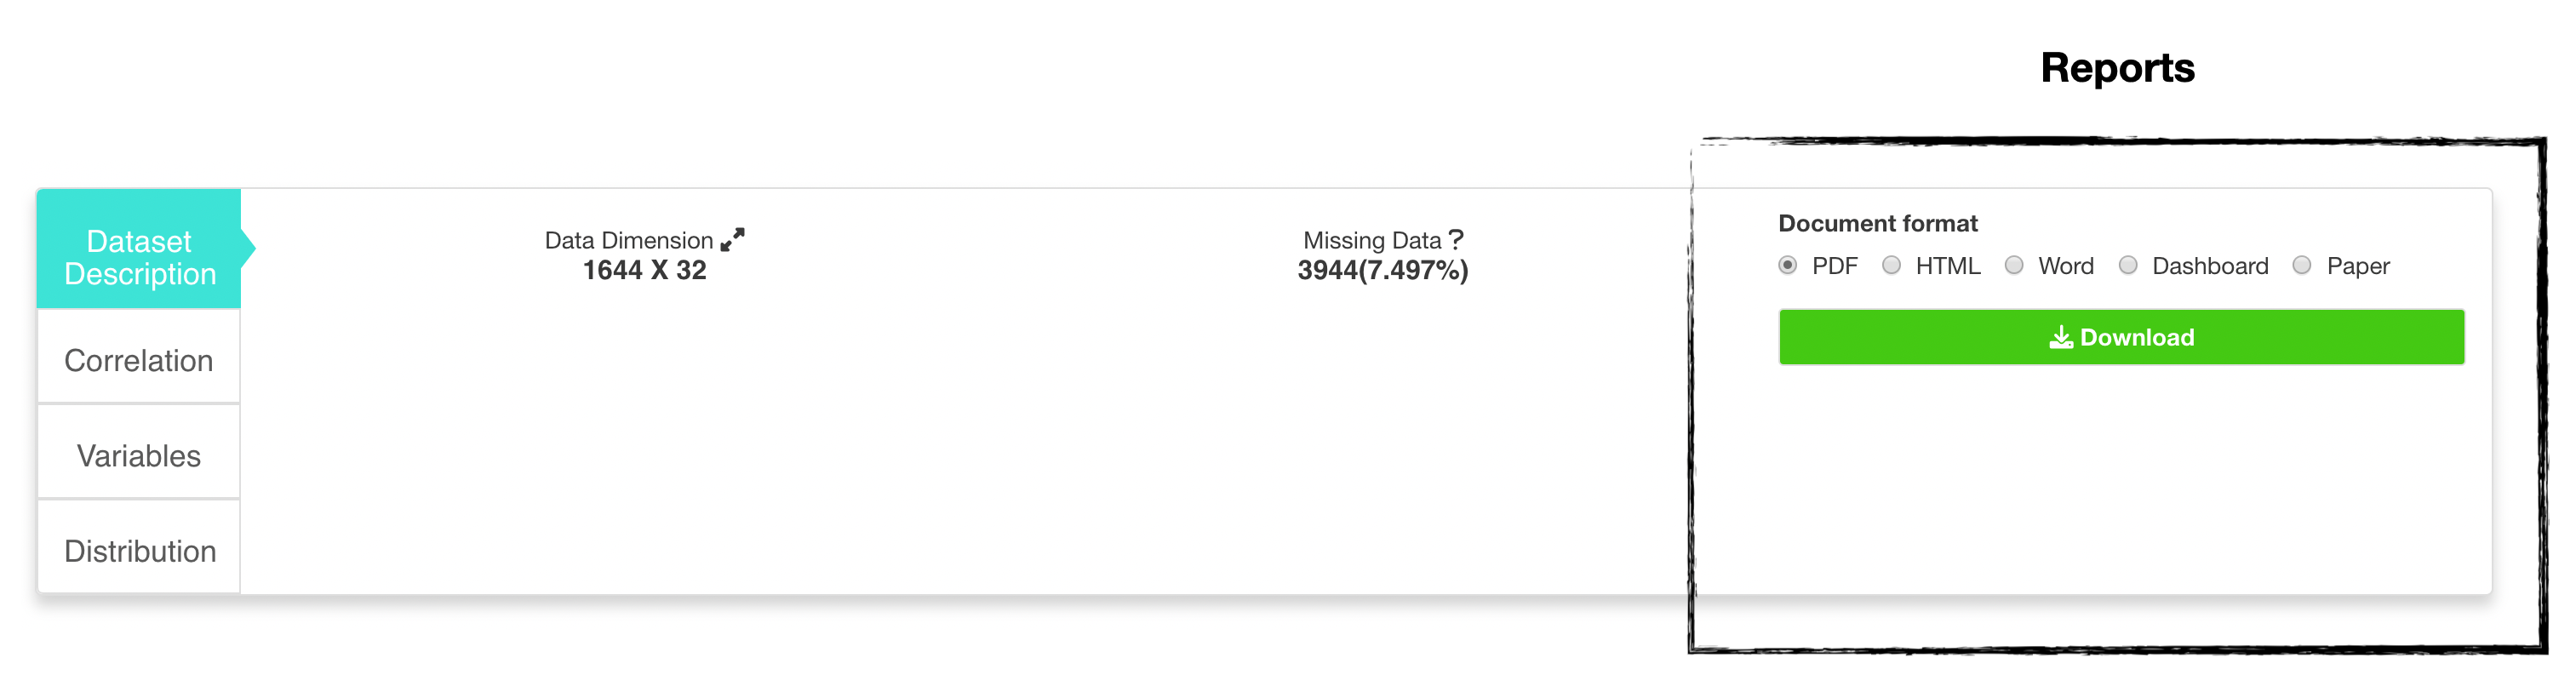 Reports
Dataset
Description
Correlation
Variables
Distribution
Data Dimension
1644 X 32
Missing Data ?
3944(7.497%)
Document format
PDF HTML Word Dashboard Paper
Download